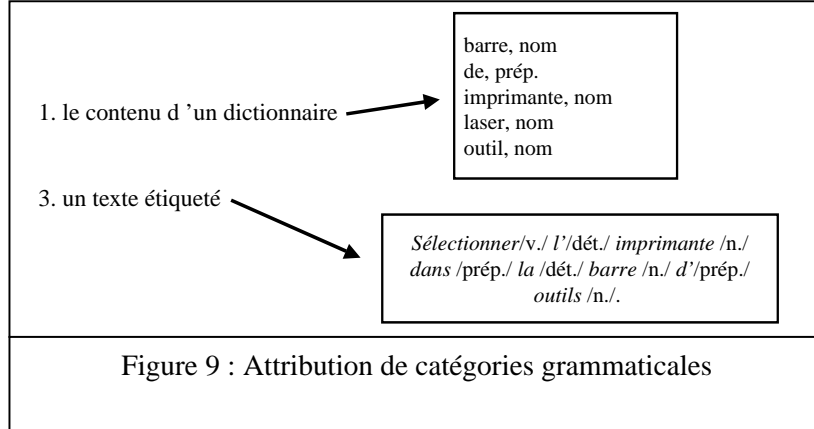 1. le contenu d ’un dictionnaire
barre, nom
de, prép.
imprimante, nom
laser, nom
outil, nom
3. un texte étiqueté
Sélectionner/v./ l’/dét./ imprimante /n./
dans /prép./ la /dét./ barre /n./ d’/prép./
outils /n./.
Figure 9 : Attribution de catégories grammaticales